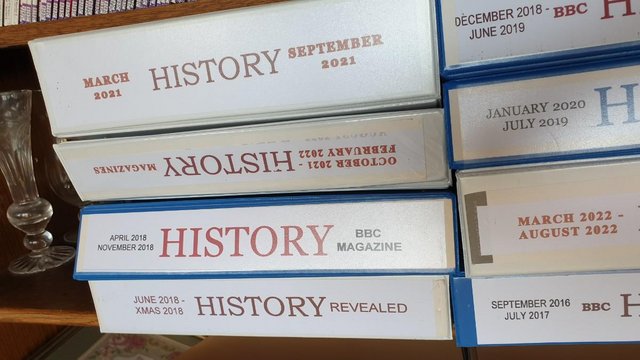 MARCH
2021
HISTORY
SEPTEMBER
2021
OCTOBER 2021 -
FEBRUARY 2022
HISTORY
MAGAZINES
APRIL 2018
NOVEMBER 2018
HISTORY
BBC
MAGAZINE
JUNE 2018 -
XMAS 2018
HISTORY REVEALED
DECEMBER 2018 -
JUNE 2019
BBC H
JANUARY 2020
JULY 2019
H
MARCH 2022 -
AUGUST 2022
SEPTEMBER 2016
JULY 2017
BBC H